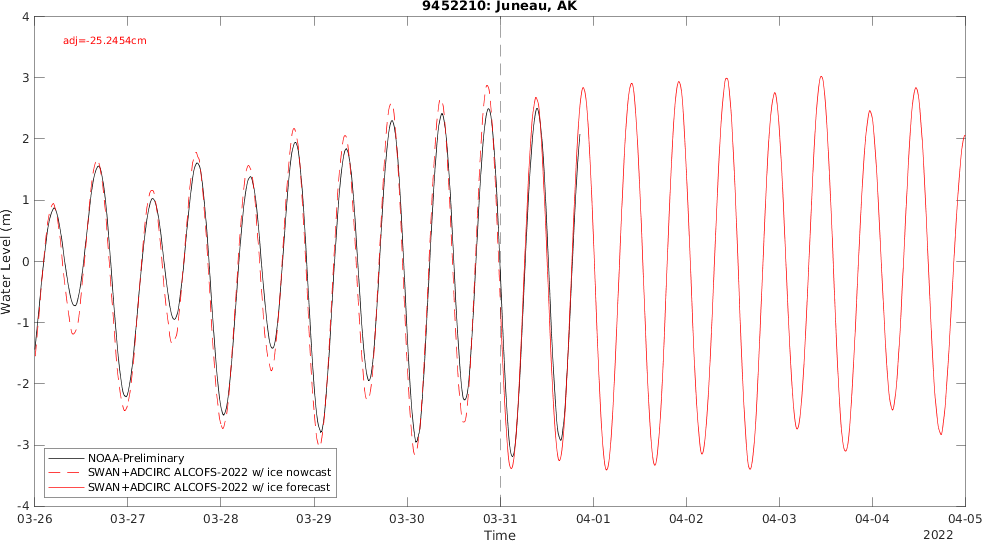 9452210: Juneau, AK
adj=-25.2454cm
4
3
2
1
0
-1
-2
-3
-4
Water Level (m)
NOAA-Preliminary
SWAN+ADCIRC ALCOFS-2022 w/ ice nowcast
SWAN+ADCIRC ALCOFS-2022 w/ ice forecast
03-26 03-27 03-28 03-29 03-30 03-31 04-01 04-02 04-03 04-04 04-05
Time
2022